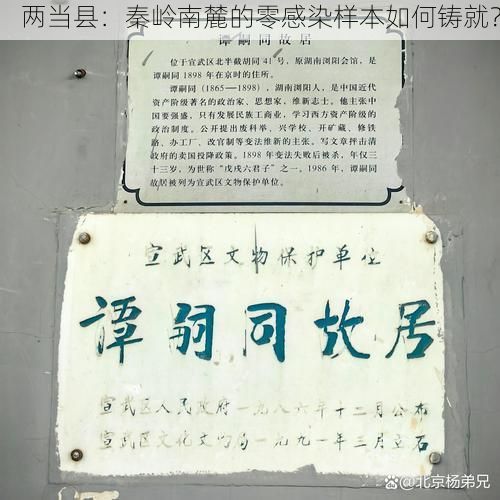 两当县：秦岭南麓的零感染样本如何铸就?
谭嗣同故居
位于宣武区北半截胡同41号，原湖南浏阳会馆，是
谭嗣同1898年在京时的住所。
谭嗣同（1865—1898），湖南浏阳人，是中国近代
资产阶级著名的政治家、思想家，维新志士。他主张中
国要强盛，只有发展民族工商业，学习西方资产阶级的
政治制度。公开提出废科举、兴学校、开矿藏、修铁
路、办工厂、改官制等变法维新的主张。写文章抨击清
政府的卖国投降政策。1898年变法失败后被杀，年仅三
十三岁，为世称“戊戌六君子”之一。1986年，谭嗣同
故居被列为宣武区文物保护单位。
宣武区文物保护单位
谭嗣同故居
宣武区人民政府一九八六年十二月公布
宣武区文化文物局一九九一年三月立石
@北京杨弟兄